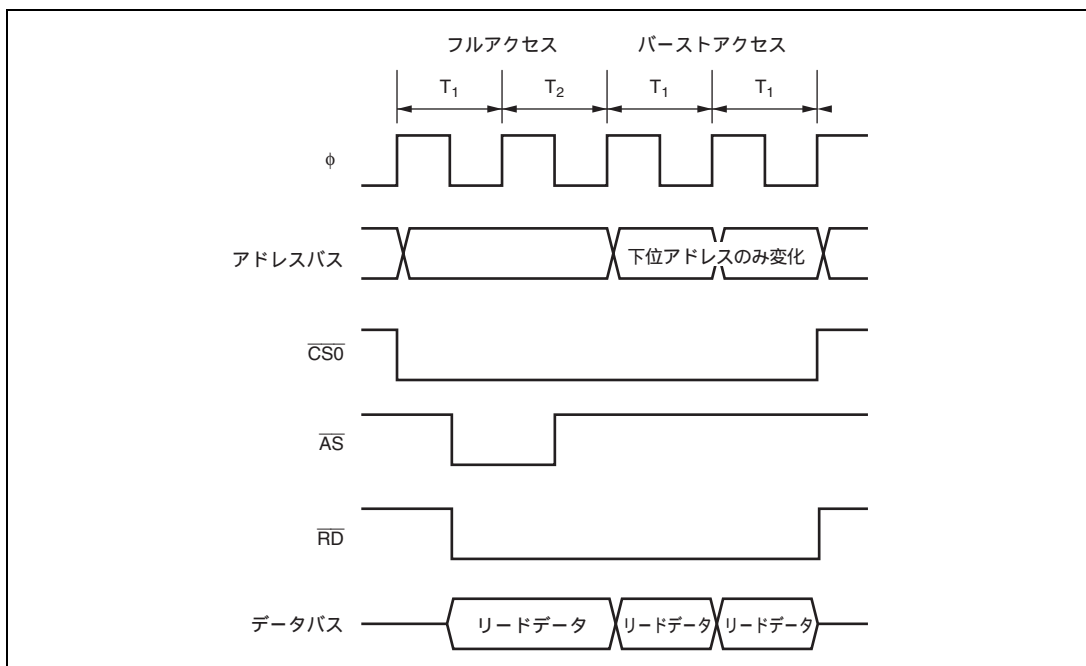 フルアクセス バーストアクセス
T₁ T₂ T₁ T₁
φ
アドレスバス 下位アドレスのみ変化
C̅S̅0̅
A̅S̅
R̅D̅
データバス リードデータ リードデータ リードデータ